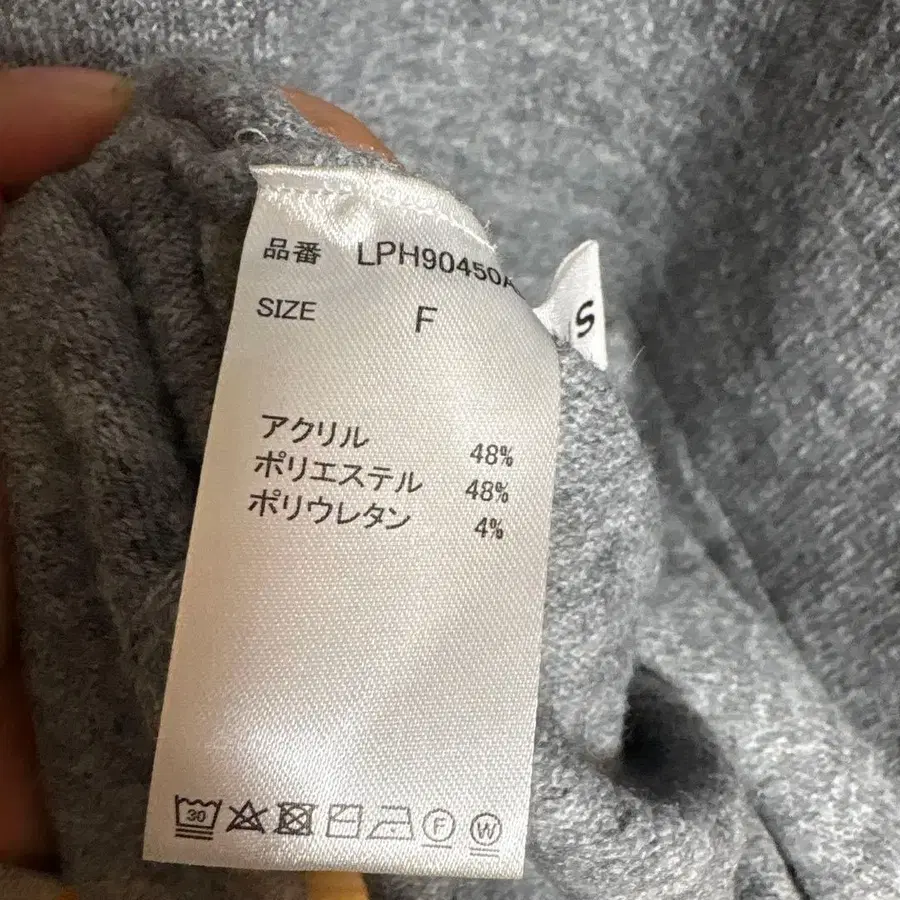 品番 LPH90450A
SIZE F
S
アクリル 48%
ポリエステル 48%
ポリウレタン 4%
30 F W